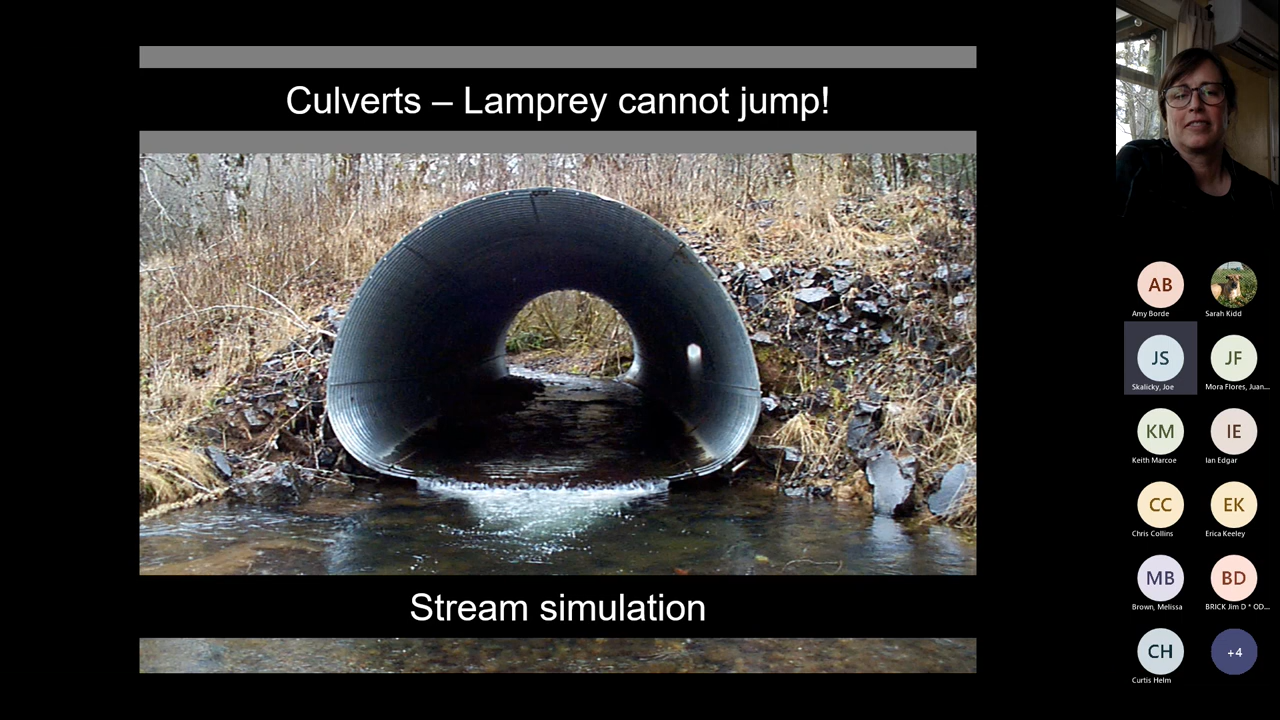 Culverts – Lamprey cannot jump!
Stream simulation
AB
Amy Borde
Sarah Kidd
JS
Skalicky, Joe
JF
Mora Flores, Juan...
KM
Keith Marcoe
IE
Ian Edgar
CC
Chris Collins
EK
Erica Keeley
MB
Brown, Melissa
BD
BRICK Jim D * OD...
CH
Curtis Helm
+4